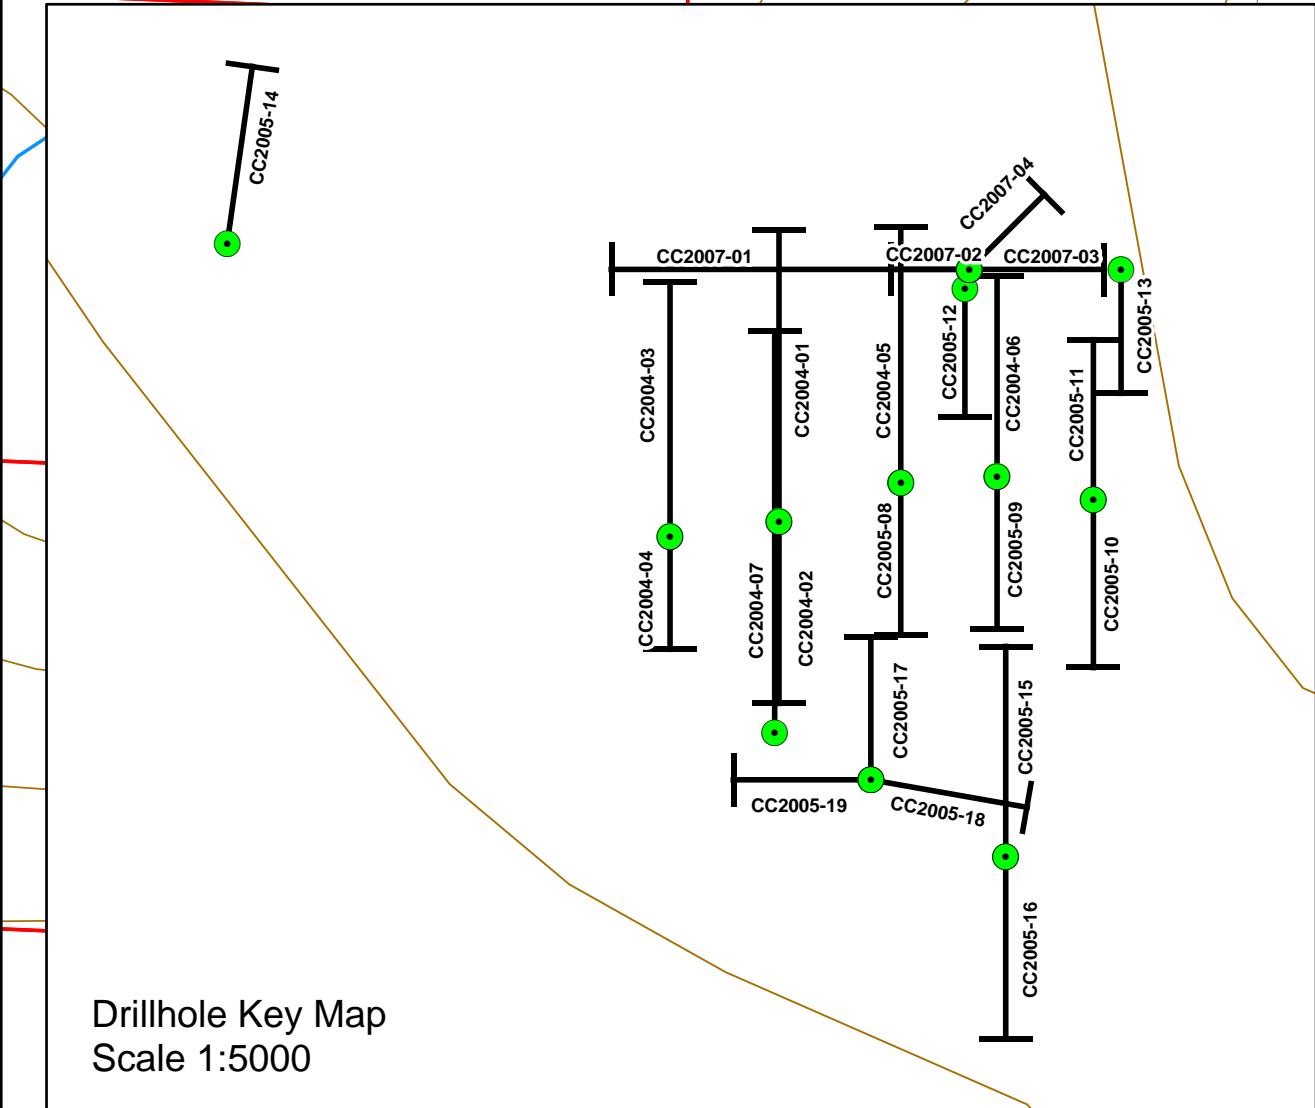 CC2005-14
CC2007-04
CC2007-01
CC2007-02
CC2007-03
CC2005-13
CC2005-12
CC2004-03
CC2004-01
CC2004-05
CC2004-06
CC2005-11
CC2004-04
CC2004-07
CC2004-02
CC2005-08
CC2005-09
CC2005-10
CC2005-17
CC2005-15
CC2005-19
CC2005-18
CC2005-16
Drillhole Key Map
Scale 1:5000